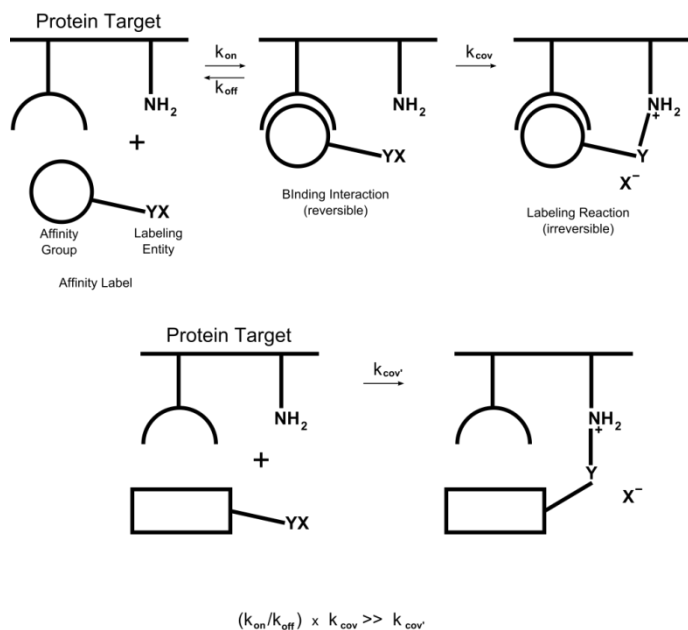 Protein Target
kon
koff
kcov
NH2
NH2
NH2
+
+
YX
Y
X−
YX
BInding Interaction
(reversible)
Labeling Reaction
(irreversible)
Affinity
Group
Labeling
Entity
Affinity Label
Protein Target
kcov'
NH2
NH2
+
+
Y
X−
YX
(kon/koff) x kcov >> kcov'